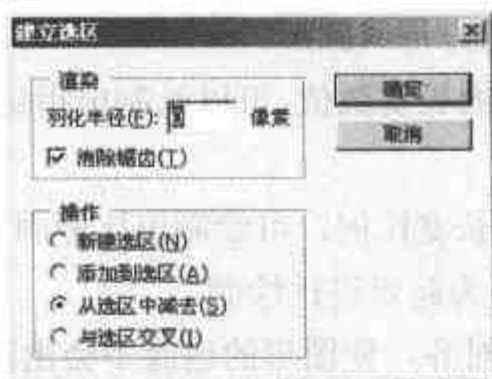 建立选区
渲染
羽化半径(F): 像素
消除锯齿(T)
确定
取消
操作
新建选区(N)
添加到选区(A)
从选区中减去(S)
与选区交叉(I)